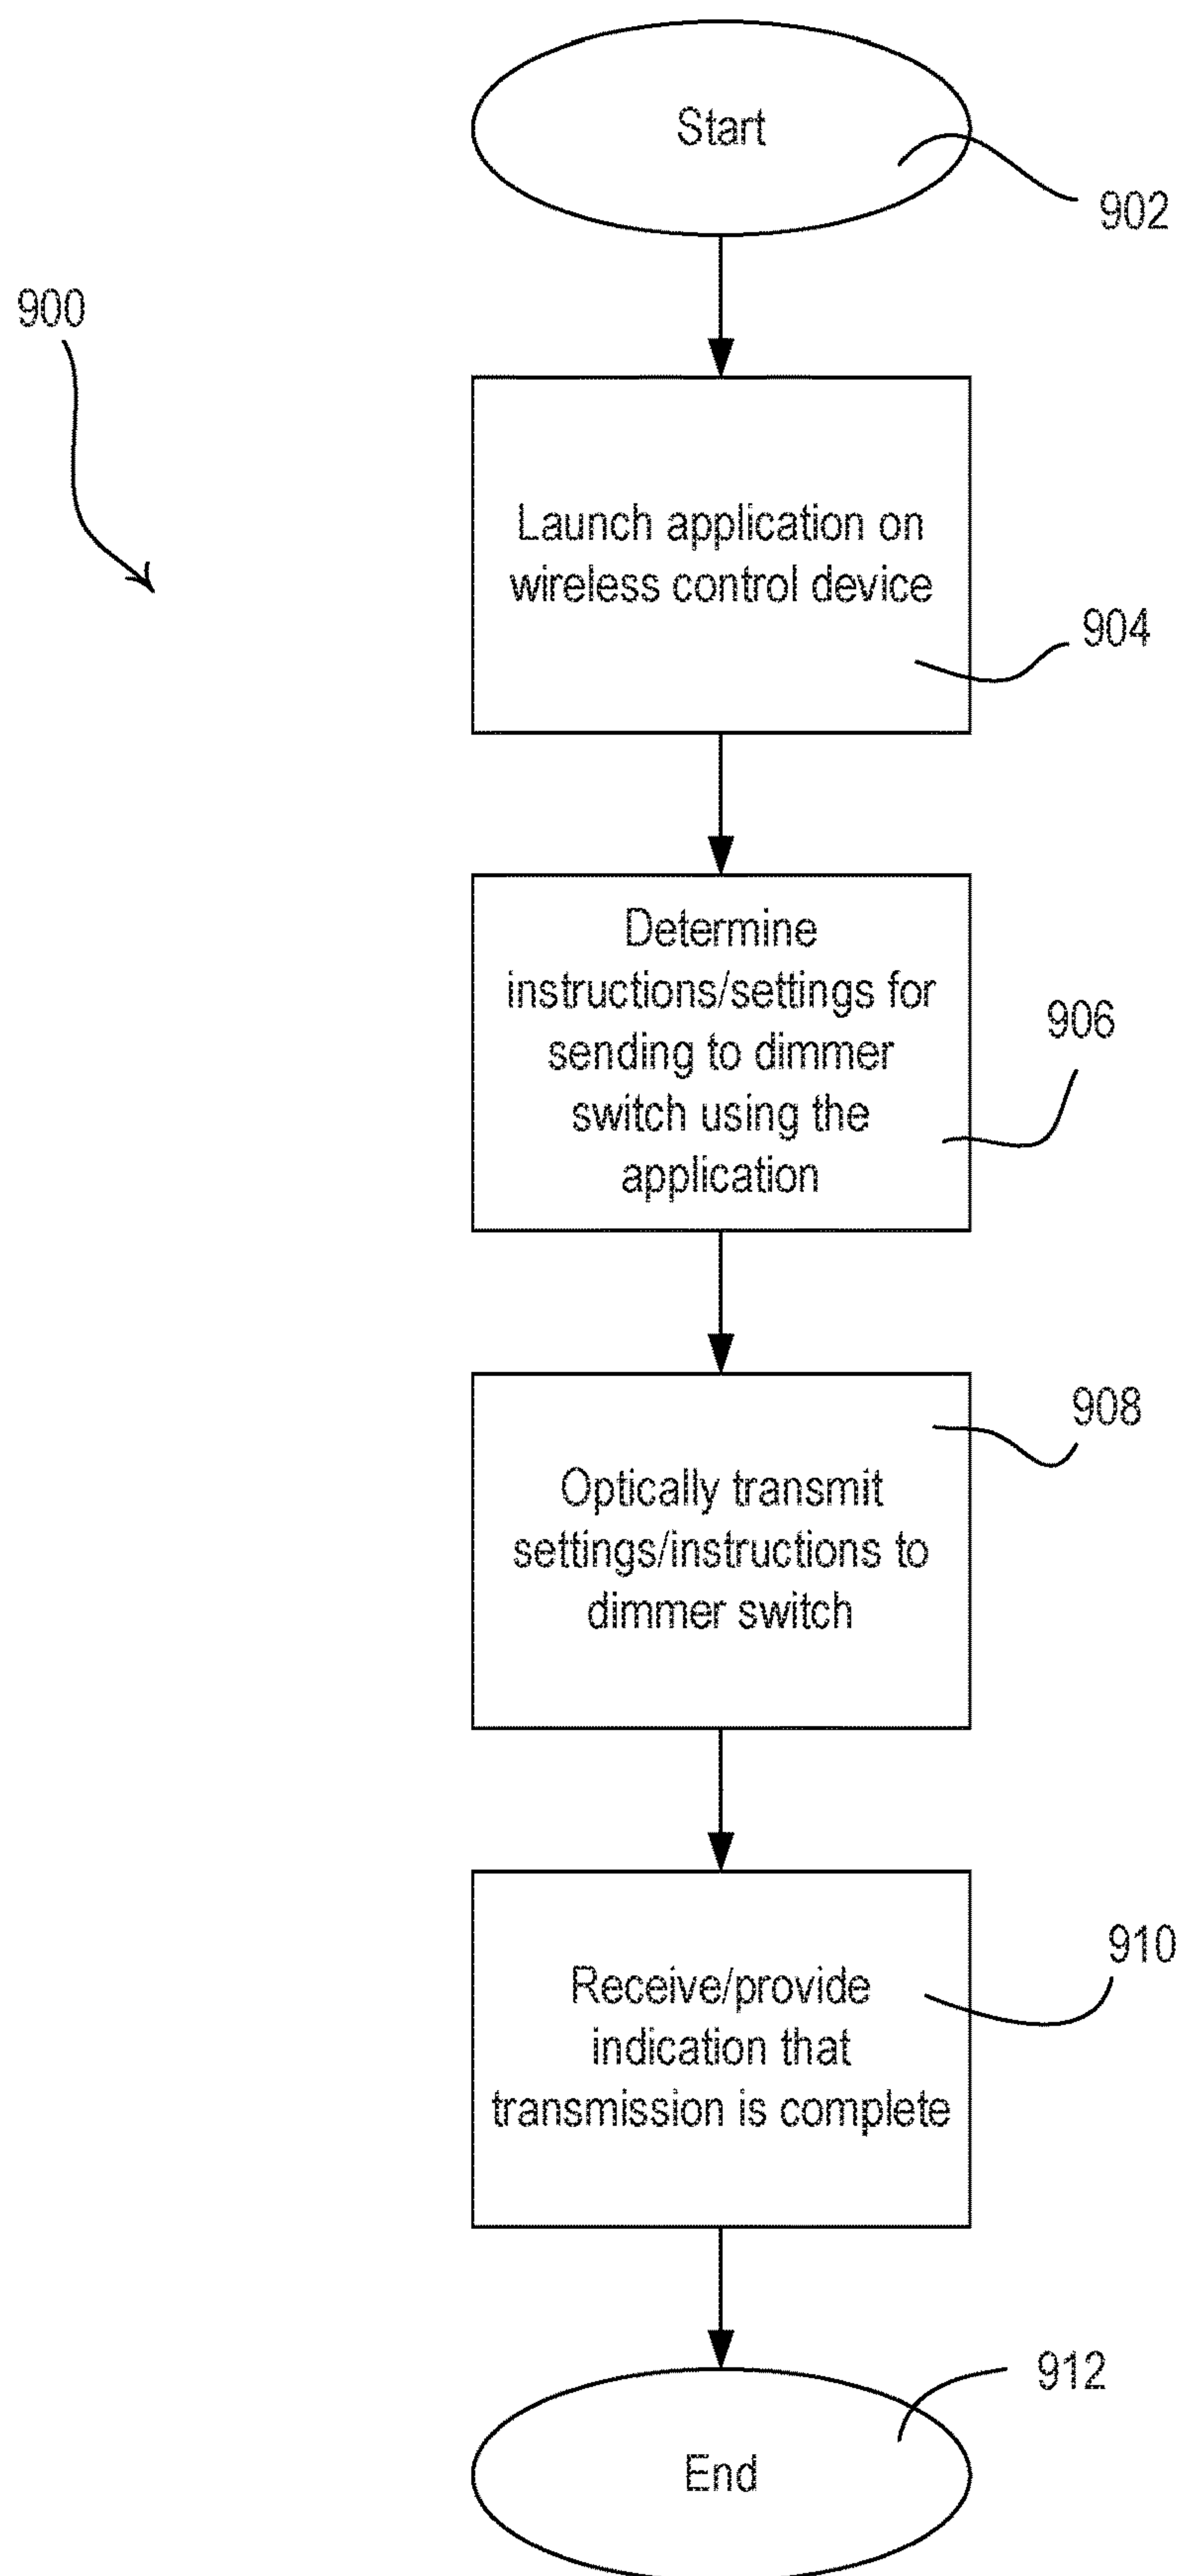 Start
902
900
Launch application on
wireless control device
904
Determine
instructions/settings for
sending to dimmer
switch using the
application
906
908
Optically transmit
settings/instructions to
dimmer switch
910
Receive/provide
indication that
transmission is complete
912
End